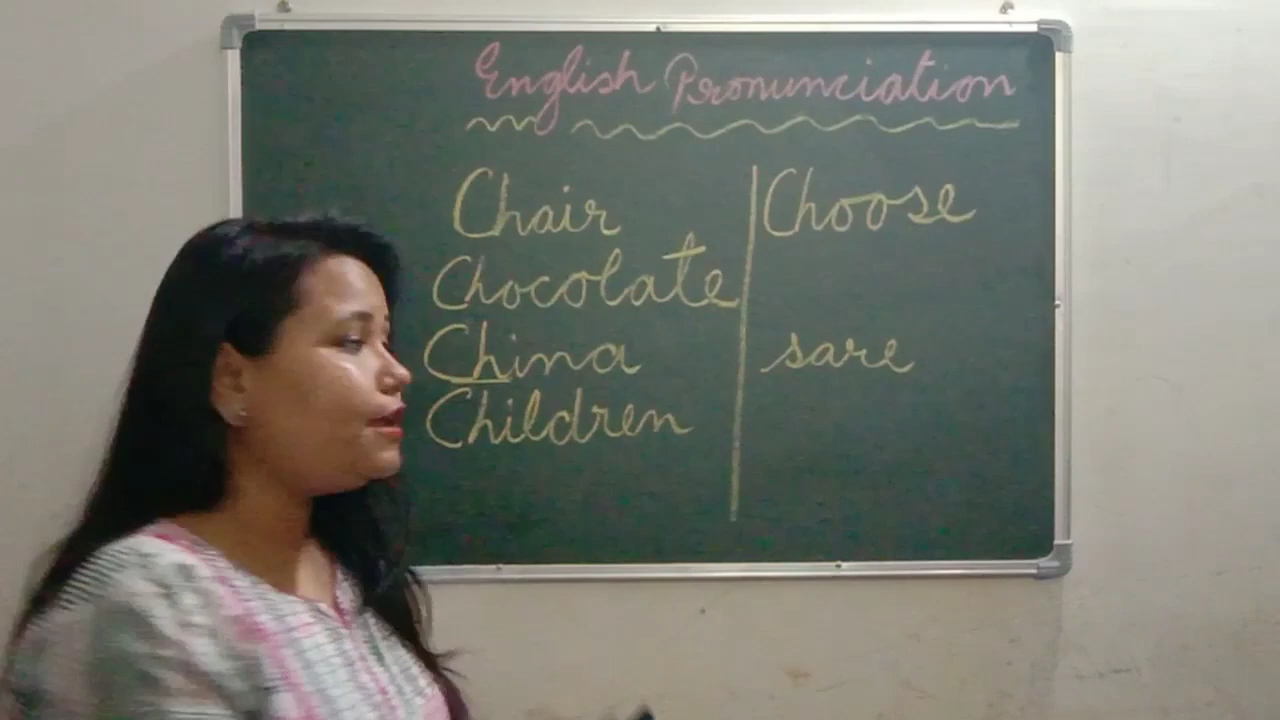 English Pronunciation
Chair
Chocolate
China
Children
Choose
sare